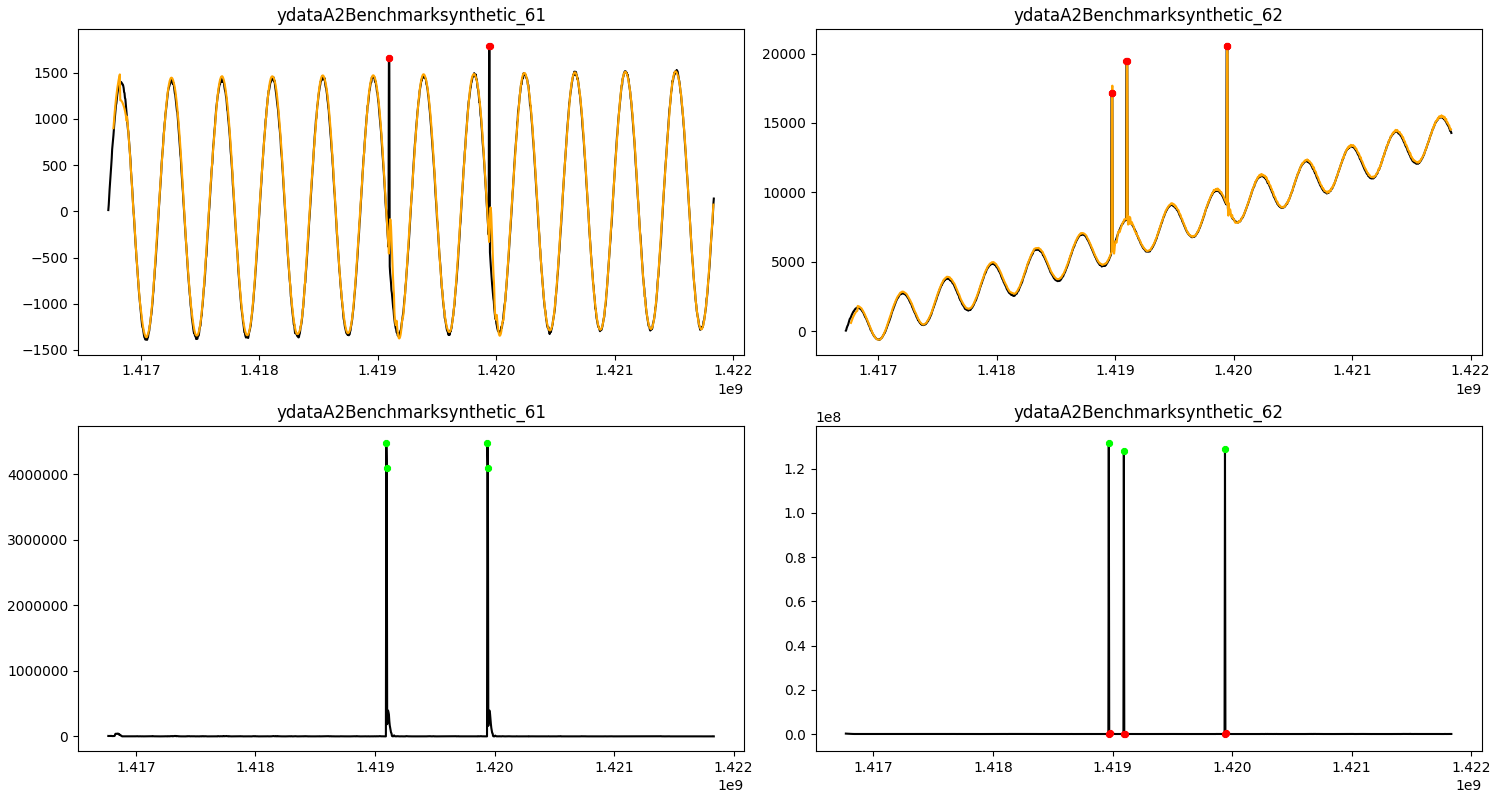 ydataA2Benchmarksynthetic_61
1500
1000
500
0
−500
−1000
−1500
1.417 1.418 1.419 1.420 1.421 1.422
1e9
ydataA2Benchmarksynthetic_62
20000
15000
10000
5000
0
1.417 1.418 1.419 1.420 1.421 1.422
1e9
ydataA2Benchmarksynthetic_61
4000000
3000000
2000000
1000000
0
1.417 1.418 1.419 1.420 1.421 1.422
1e9
ydataA2Benchmarksynthetic_62
1e8
1.2
1.0
0.8
0.6
0.4
0.2
0.0
1.417 1.418 1.419 1.420 1.421 1.422
1e9